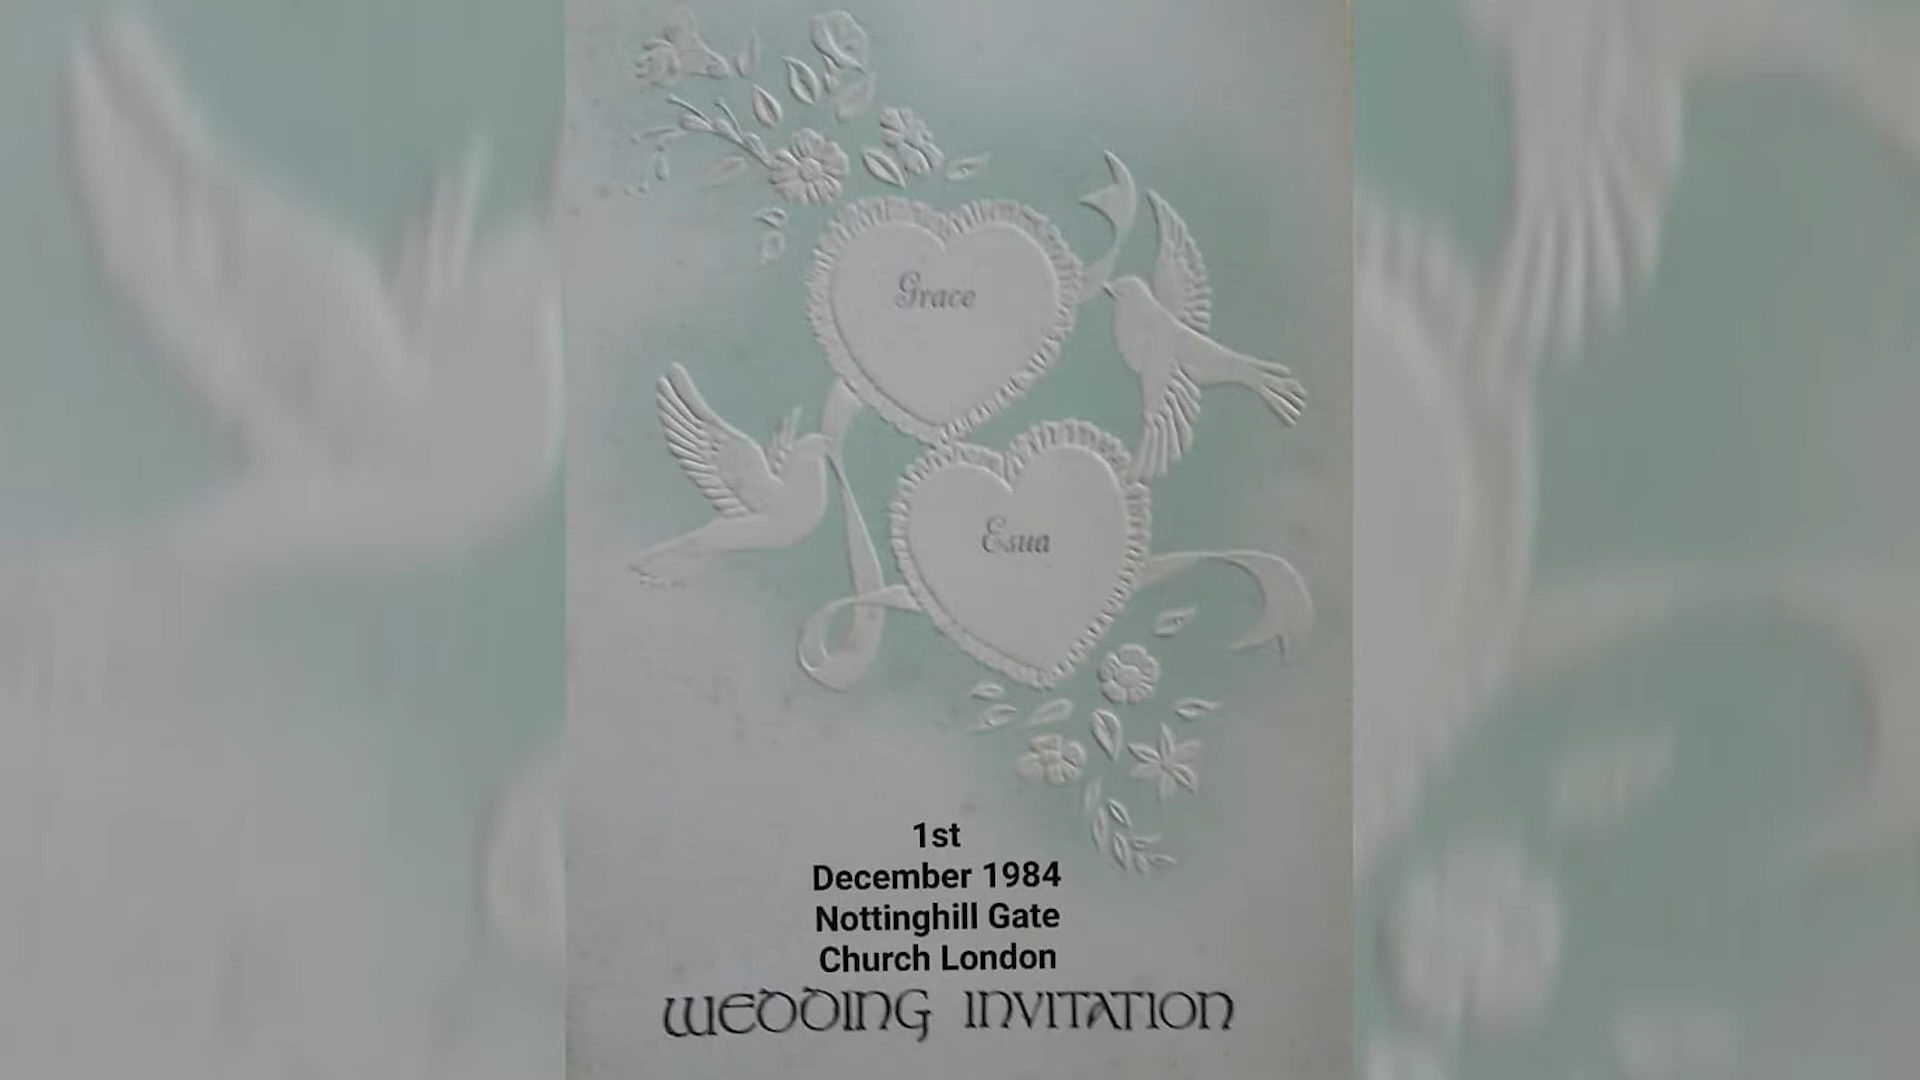 Grace
Esua
1st
December 1984
Nottinghill Gate
Church London
WEDDING INVITATION